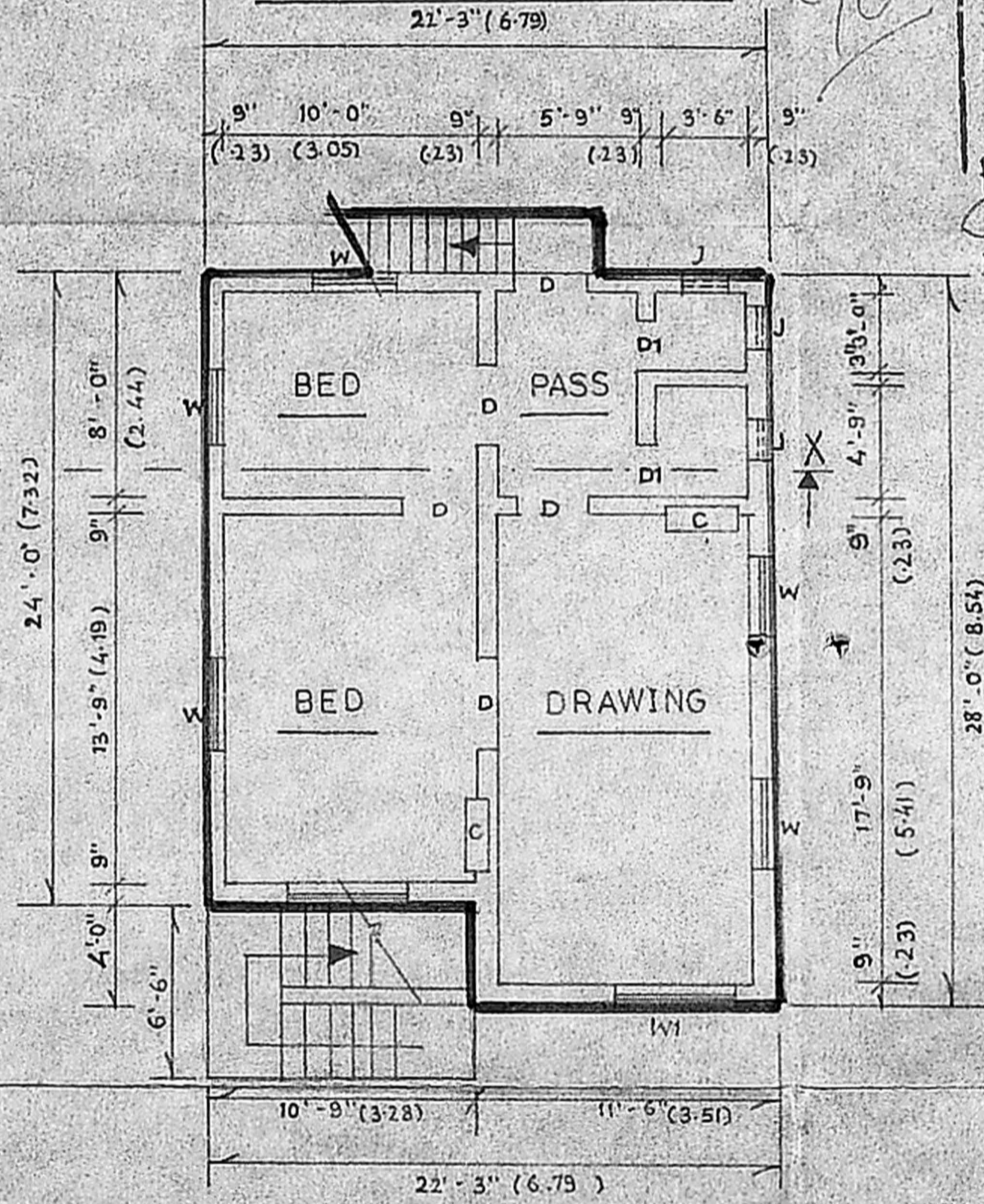 22'-3" (6.79)
9" 10'-0" 9" 5'-9" 9" 3'-6" 9"
(.23) (3.05) (.23) (.23) (.23)
W
J
D
J
D1
3" 3'-0"
8'-0"
(2.44)
BED
PASS
W
D
J
4'-9"
X
D1
24'.0" (7.32)
D
D
C
9"
9"
(.23)
W
28'-0" (8.54)
13'-9" (4.19)
BED
D
DRAWING
W
17'-9"
(5.41)
W
C
9"
4'-0"
9"
(.23)
6'-6"
W1
10'-9" (3.28)
11'-6" (3.51)
22'-3" (6.79)